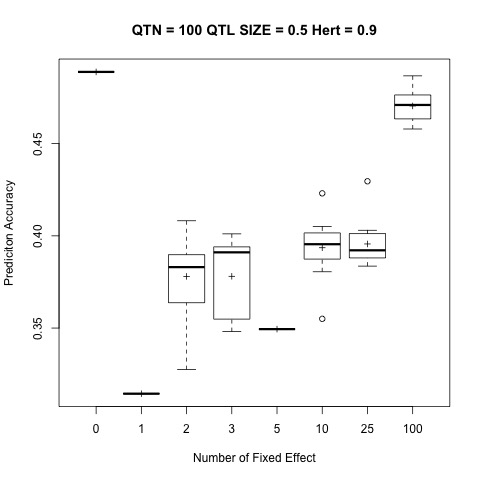 QTN = 100 QTL SIZE = 0.5 Hert = 0.9
Prediciton Accuracy
0.45
0.40
0.35
0 1 2 3 5 10 25 100
Number of Fixed Effect